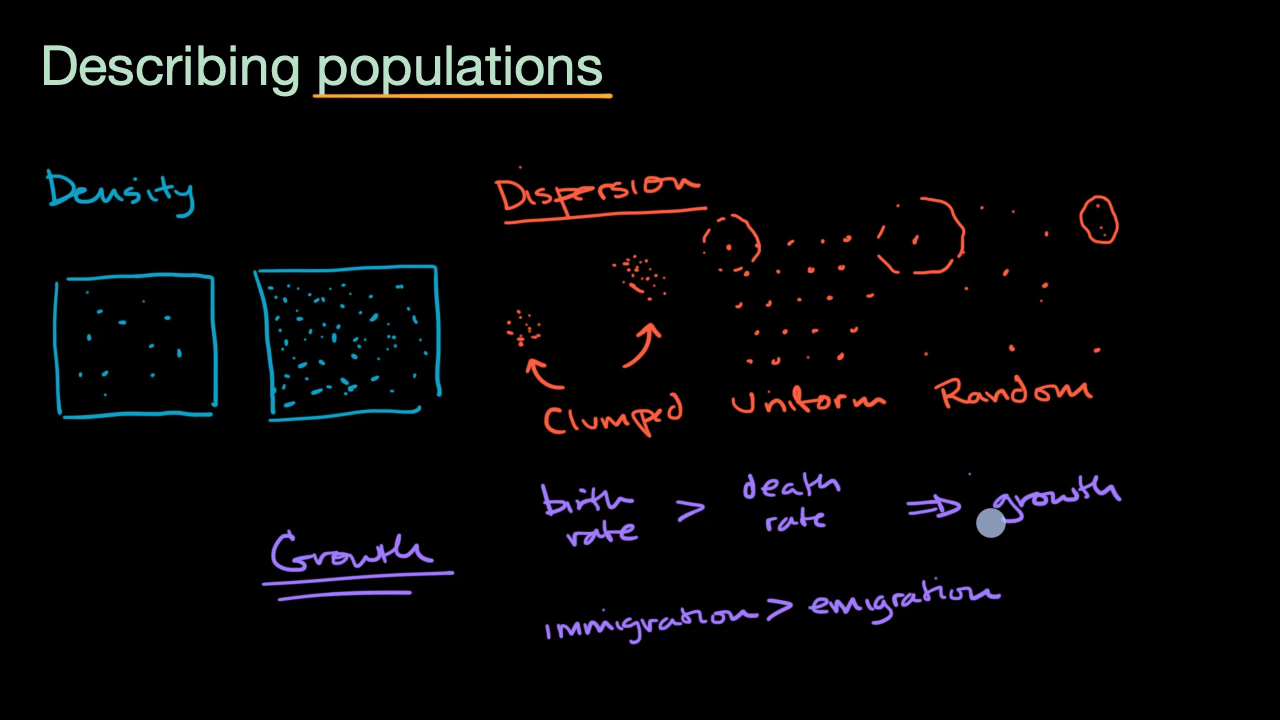 Describing populations
Density
Dispersion
Clumped
Uniform
Random
birth
rate
>
death
rate
⇒ growth
Growth
immigration > emigration